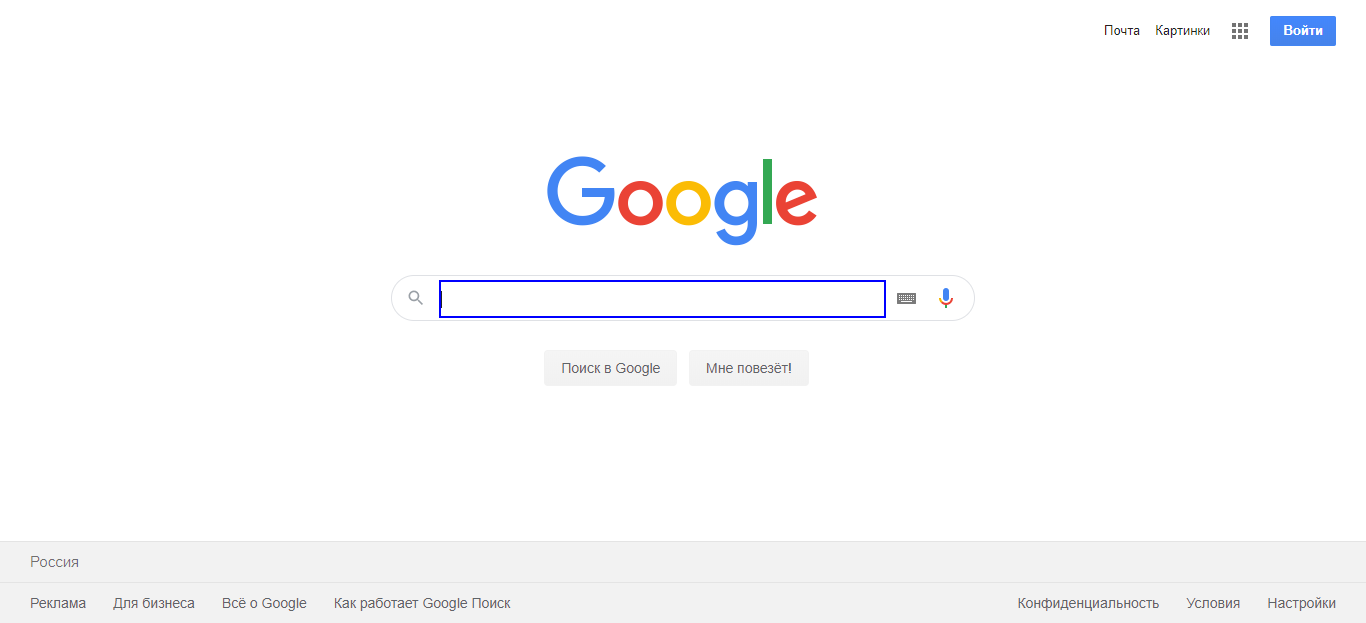 Почта Картинки Войти
Google
Поиск в Google Мне повезёт!
Россия
Реклама Для бизнеса Всё о Google Как работает Google Поиск Конфиденциальность Условия Настройки